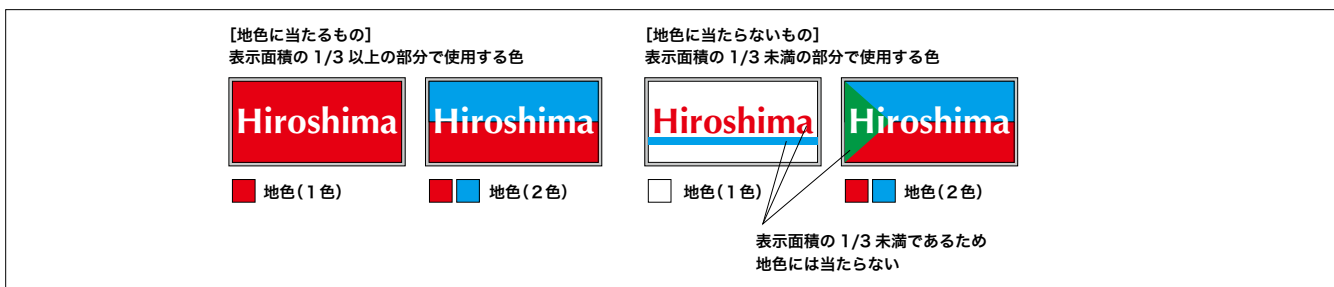 [地色に当たるもの]
表示面積の 1/3 以上の部分で使用する色
Hiroshima
Hiroshima
地色(1色)
地色(2色)
[地色に当たらないもの]
表示面積の 1/3 未満の部分で使用する色
Hiroshima
Hiroshima
地色(1色)
地色(2色)
表示面積の 1/3 未満であるため
地色には当たらない